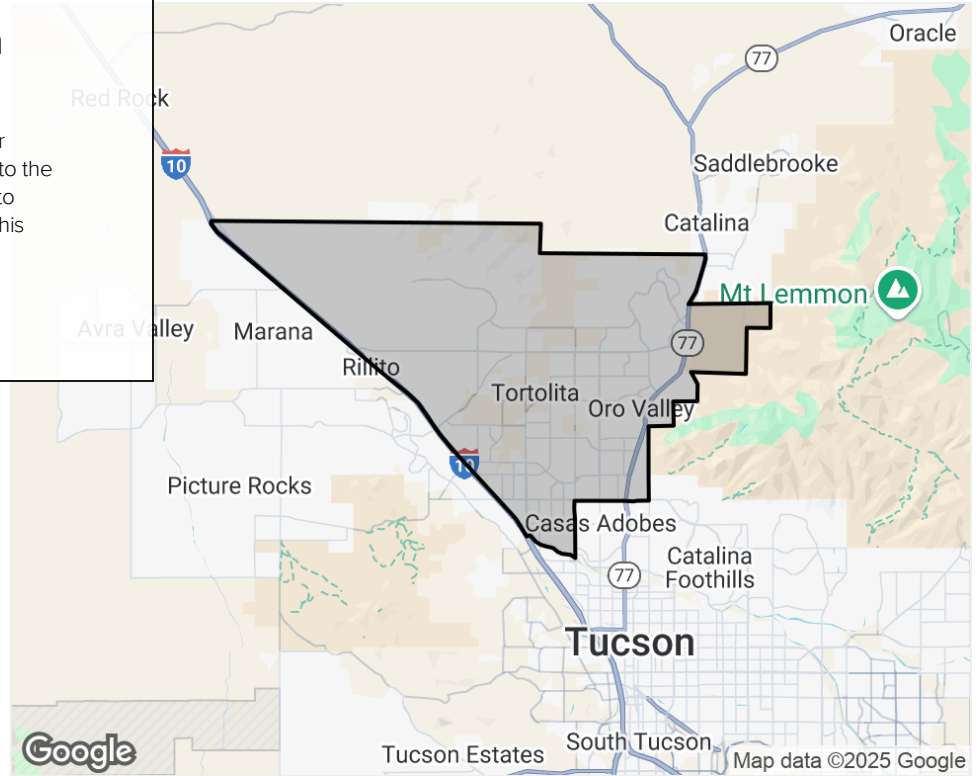 r
to the
to
his
Oracle
77
Red Rock
10
Saddlebrooke
Catalina
Mt Lemmon
Avra Valley
Marana
77
Rillito
Tortolita
Oro Valley
10
Picture Rocks
Casas Adobes
Catalina
Foothills
77
Tucson
South Tucson
Tucson Estates
Google
Map data ©2025 Google